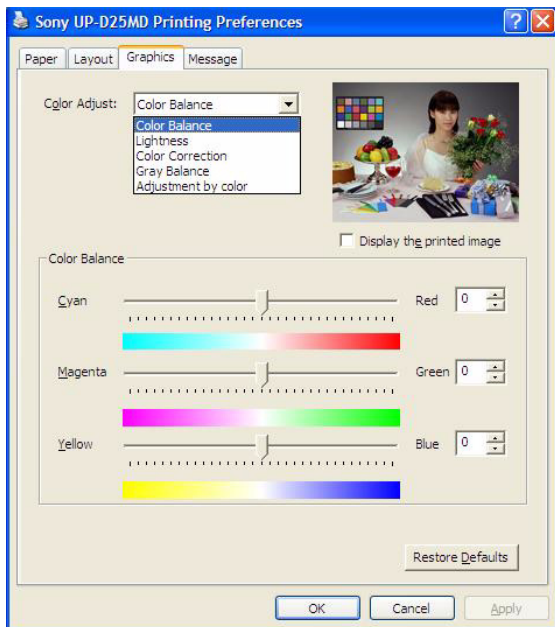 Sony UP-D25MD Printing Preferences
Paper Layout Graphics Message
Color Adjust: Color Balance
Color Balance
Lightness
Color Correction
Gray Balance
Adjustment by color
Display the printed image
Color Balance
Cyan Red 0
Magenta Green 0
Yellow Blue 0
Restore Defaults
OK Cancel Apply